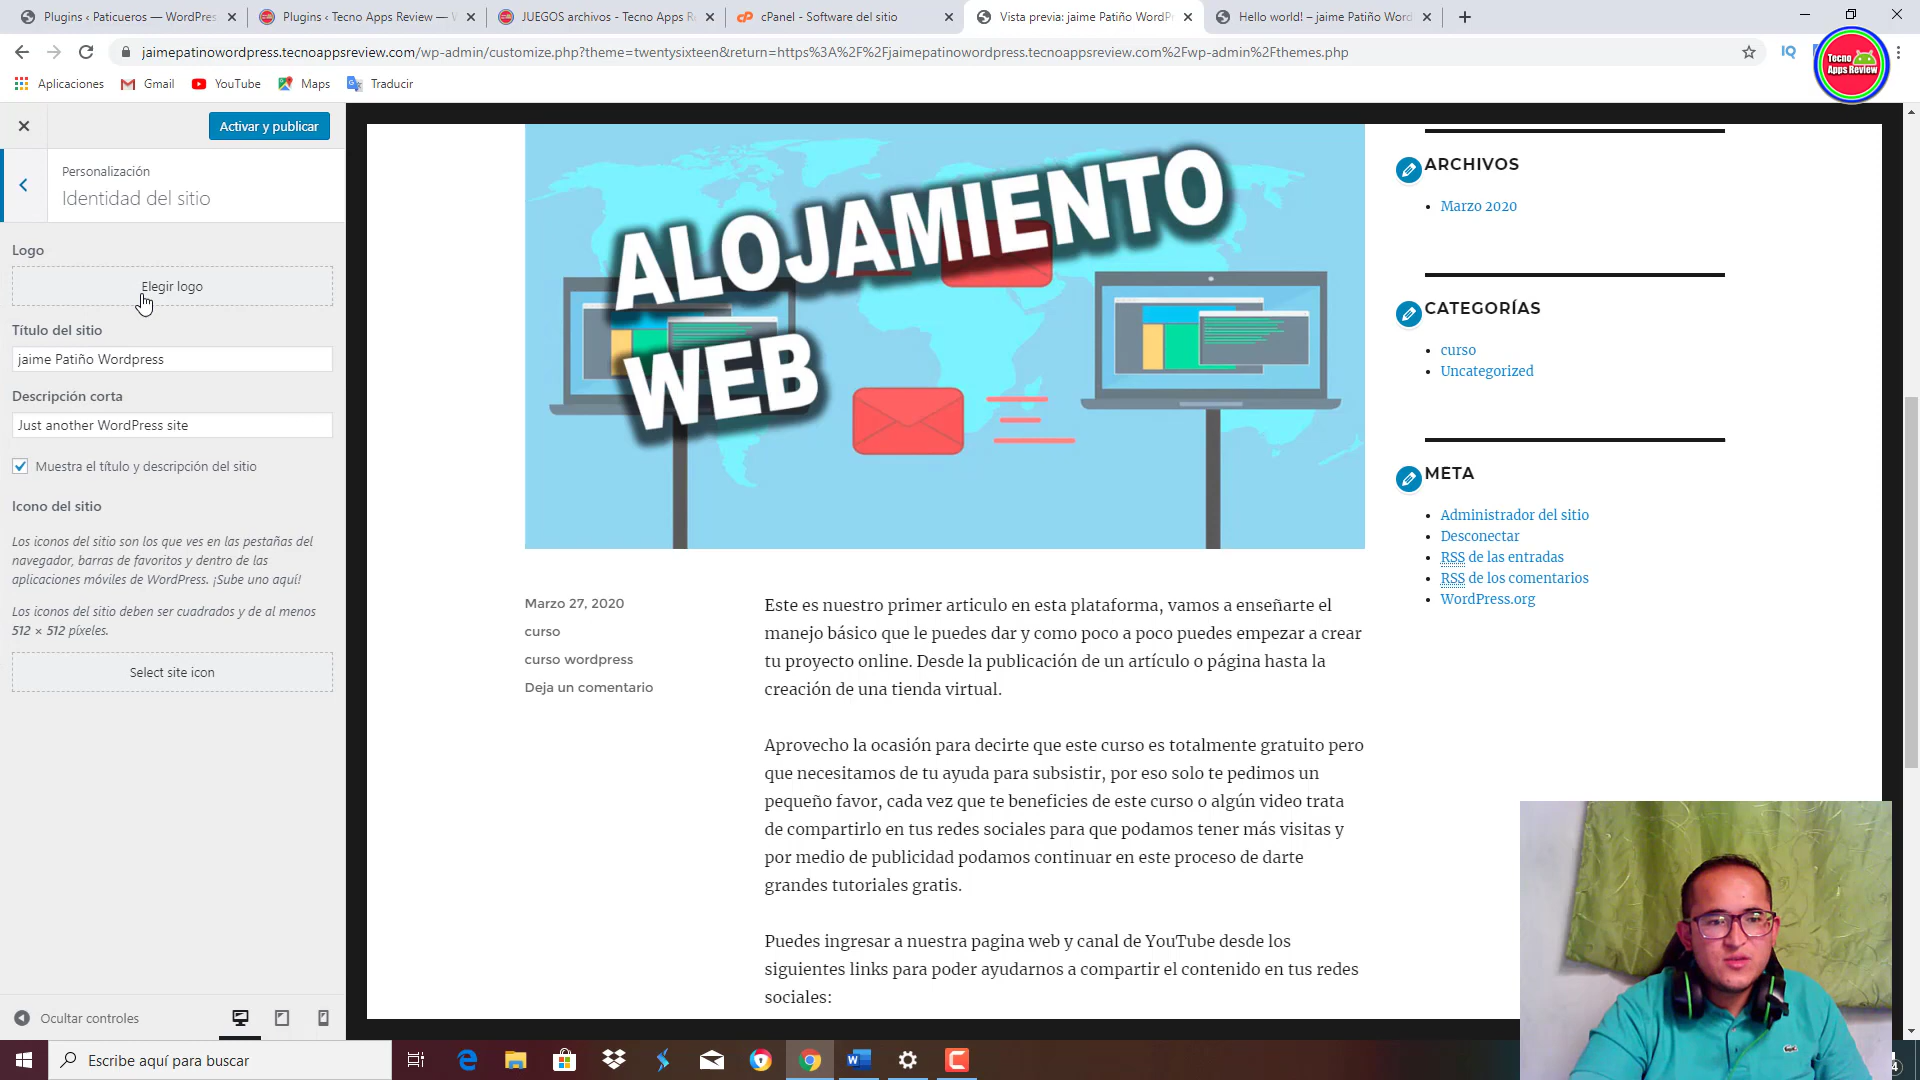 Plugins ‹ Paticueros — WordPres
Plugins ‹ Tecno Apps Review — W
JUEGOS archivos - Tecno Apps Re
cPanel - Software del sitio
Vista previa: jaime Patiño WordPr
Hello world! – jaime Patiño Word
jaimepatinowordpress.tecnoappsreview.com/wp-admin/customize.php?theme=twentysixteen&return=https%3A%2F%2Fjaimepatinowordpress.tecnoappsreview.com%2Fwp-admin%2Fthemes.php
Tecno
Apps Review
Aplicaciones
Gmail
YouTube
Maps
Traducir
Activar y publicar
Personalización
Identidad del sitio
Logo
Elegir logo
Título del sitio
jaime Patiño Wordpress
Descripción corta
Just another WordPress site
Muestra el título y descripción del sitio
Icono del sitio
Los iconos del sitio son los que ves en las pestañas del
navegador, barras de favoritos y dentro de las
aplicaciones móviles de WordPress. ¡Sube uno aquí!
Los iconos del sitio deben ser cuadrados y de al menos
512 × 512 píxeles.
Select site icon
Ocultar controles
ALOJAMIENTO
WEB
Marzo 27, 2020
curso
curso wordpress
Deja un comentario
Este es nuestro primer articulo en esta plataforma, vamos a enseñarte el
manejo básico que le puedes dar y como poco a poco puedes empezar a crear
tu proyecto online. Desde la publicación de un artículo o página hasta la
creación de una tienda virtual.
Aprovecho la ocasión para decirte que este curso es totalmente gratuito pero
que necesitamos de tu ayuda para subsistir, por eso solo te pedimos un
pequeño favor, cada vez que te beneficies de este curso o algún video trata
de compartirlo en tus redes sociales para que podamos tener más visitas y
por medio de publicidad podamos continuar en este proceso de darte
grandes tutoriales gratis.
Puedes ingresar a nuestra pagina web y canal de YouTube desde los
siguientes links para poder ayudarnos a compartir el contenido en tus redes
sociales:
ARCHIVOS
Marzo 2020
CATEGORÍAS
curso
Uncategorized
META
Administrador del sitio
Desconectar
RSS de las entradas
RSS de los comentarios
WordPress.org
Escribe aquí para buscar